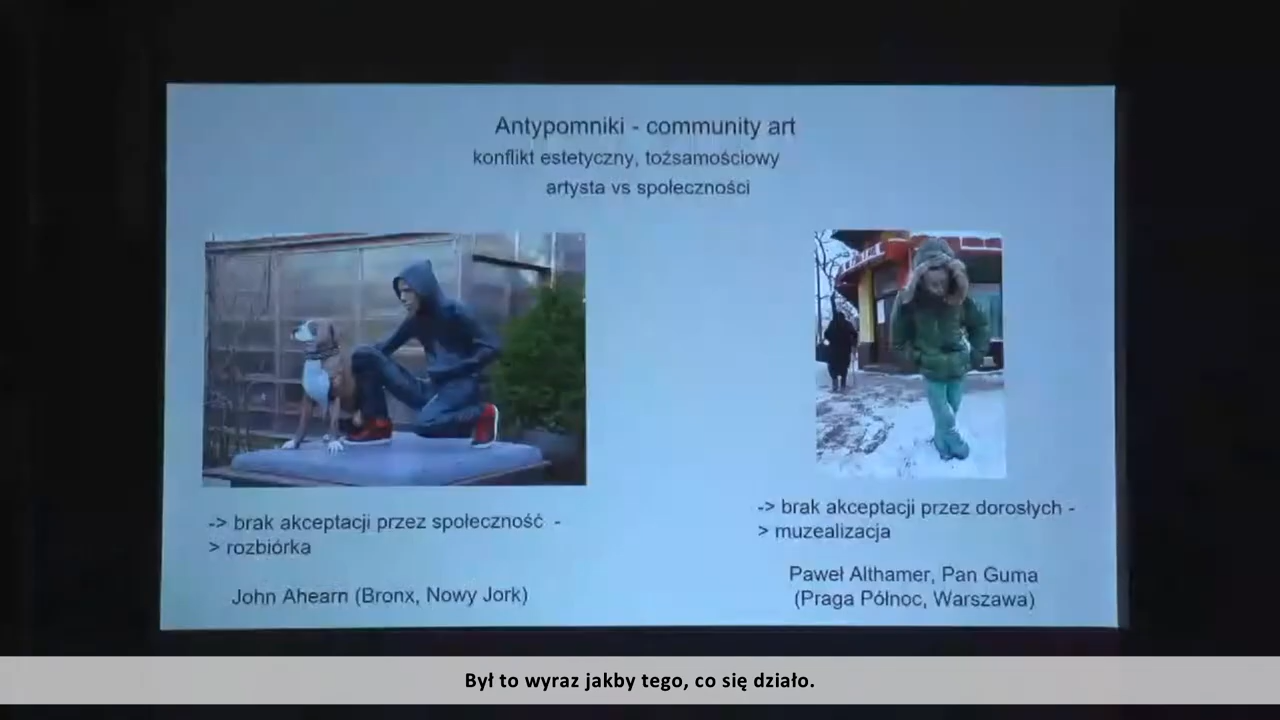 Antypomniki - community art
konflikt estetyczny, tożsamościowy
artysta vs społeczności
-> brak akceptacji przez społeczność -
> rozbiórka
John Ahearn (Bronx, Nowy Jork)
-> brak akceptacji przez dorosłych -
> muzealizacja
Paweł Althamer, Pan Guma
(Praga Północ, Warszawa)
Był to wyraz jakby tego, co się działo.